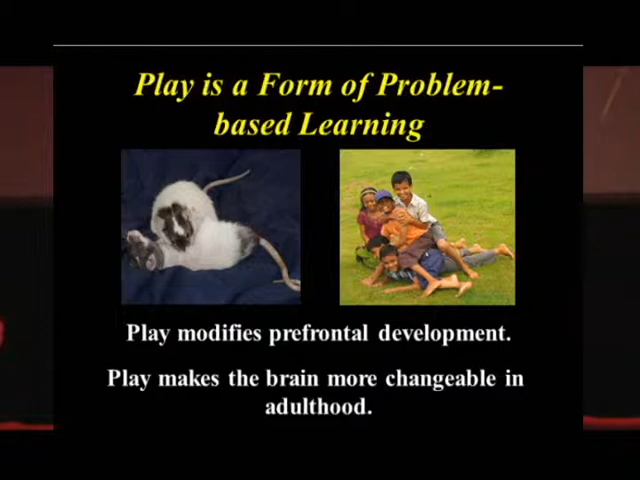 Play is a Form of Problem-
based Learning
Play modifies prefrontal development.
Play makes the brain more changeable in
adulthood.